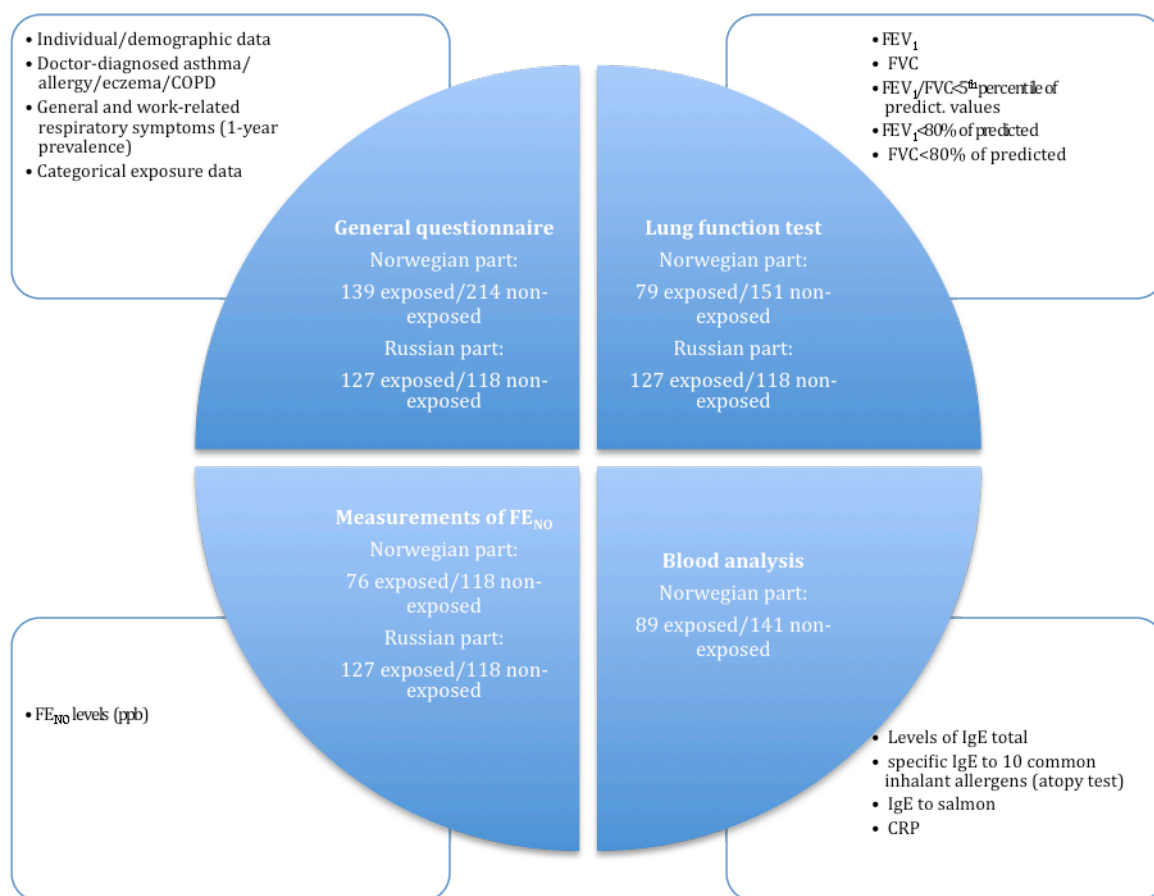 • Individual/demographic data
• Doctor-diagnosed asthma/
allergy/eczema/COPD
• General and work-related
respiratory symptoms (1-year
prevalence)
• Categorical exposure data
• FEV1
• FVC
• FEV1/FVC<5th percentile of
predict. values
• FEV1<80% of predicted
• FVC<80% of predicted
General questionnaire
Norwegian part:
139 exposed/214 non-
exposed
Russian part:
127 exposed/118 non-
exposed
Lung function test
Norwegian part:
79 exposed/151 non-
exposed
Russian part:
127 exposed/118 non-
exposed
Measurements of FENO
Norwegian part:
76 exposed/118 non-
exposed
Russian part:
127 exposed/118 non-
exposed
Blood analysis
Norwegian part:
89 exposed/141 non-
exposed
• FENO levels (ppb)
• Levels of IgE total
• specific IgE to 10 common
inhalant allergens (atopy test)
• IgE to salmon
• CRP